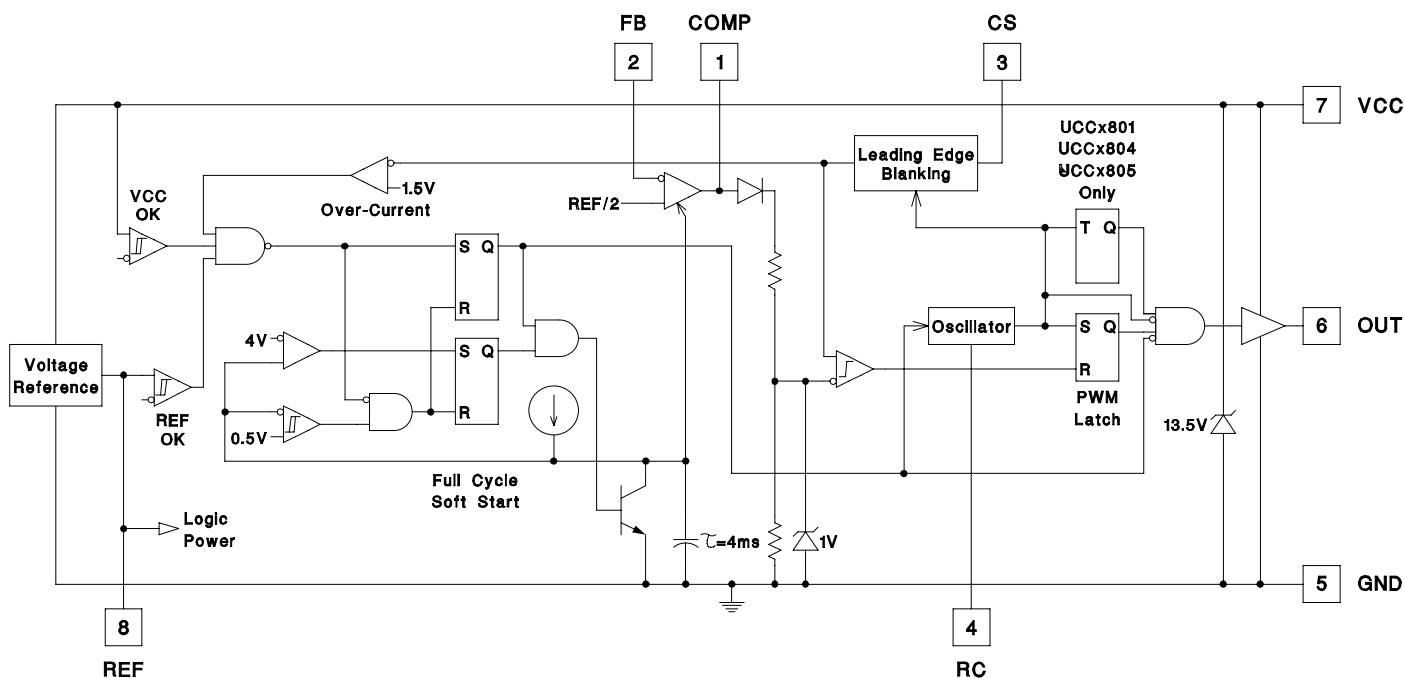 FB COMP CS
2 1 3
7 VCC
UCCx801
UCCx804
UCCx805
Only
Leading Edge
Blanking
1.5V
Over-Current
REF/2
VCC
OK
T Q
S Q
R
4V
S Q
R
0.5V
Voltage
Reference
REF
OK
Oscillator
S Q
R
PWM
Latch
6 OUT
13.5V
Full Cycle
Soft Start
Logic
Power
τ=4ms
1V
5 GND
8
REF
4
RC